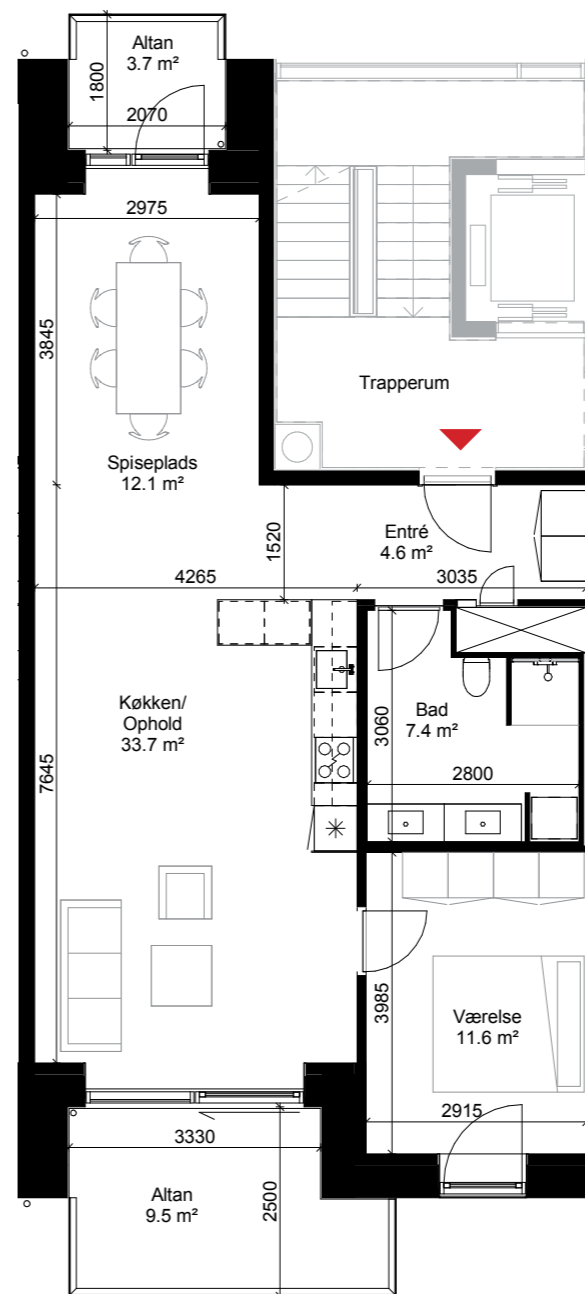 Altan
3.7 m²
1800
2070
2975
3845
Trapperum
Spiseplads
12.1 m²
1520
Entré
4.6 m²
4265
3035
Køkken/
Ophold
33.7 m²
7645
3060
Bad
7.4 m²
2800
3985
Værelse
11.6 m²
2915
3330
Altan
9.5 m²
2500